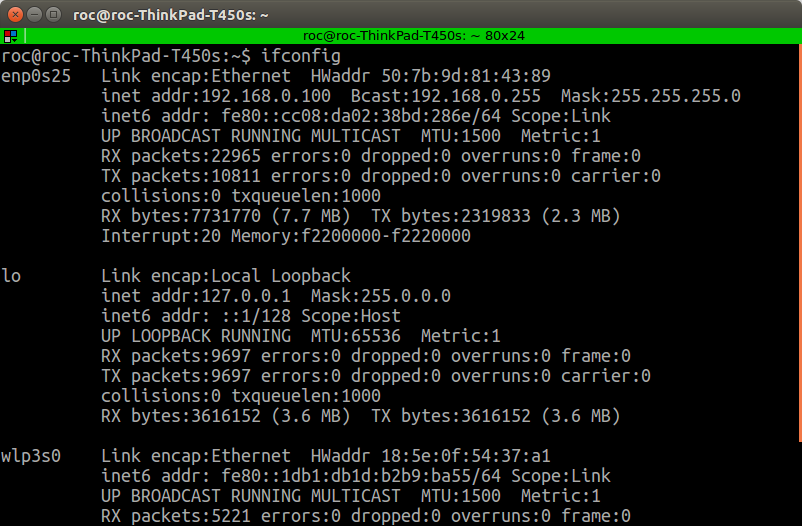 roc@roc-ThinkPad-T450s: ~
roc@roc-ThinkPad-T450s: ~ 80x24
roc@roc-ThinkPad-T450s:~$ ifconfig
enp0s25   Link encap:Ethernet  HWaddr 50:7b:9d:81:43:89
          inet addr:192.168.0.100  Bcast:192.168.0.255  Mask:255.255.255.0
          inet6 addr: fe80::cc08:da02:38bd:286e/64 Scope:Link
          UP BROADCAST RUNNING MULTICAST  MTU:1500  Metric:1
          RX packets:22965 errors:0 dropped:0 overruns:0 frame:0
          TX packets:10811 errors:0 dropped:0 overruns:0 carrier:0
          collisions:0 txqueuelen:1000
          RX bytes:7731770 (7.7 MB)  TX bytes:2319833 (2.3 MB)
          Interrupt:20 Memory:f2200000-f2220000

lo        Link encap:Local Loopback
          inet addr:127.0.0.1  Mask:255.0.0.0
          inet6 addr: ::1/128 Scope:Host
          UP LOOPBACK RUNNING  MTU:65536  Metric:1
          RX packets:9697 errors:0 dropped:0 overruns:0 frame:0
          TX packets:9697 errors:0 dropped:0 overruns:0 carrier:0
          collisions:0 txqueuelen:1000
          RX bytes:3616152 (3.6 MB)  TX bytes:3616152 (3.6 MB)

wlp3s0    Link encap:Ethernet  HWaddr 18:5e:0f:54:37:a1
          inet6 addr: fe80::1db1:db1d:b2b9:ba55/64 Scope:Link
          UP BROADCAST RUNNING MULTICAST  MTU:1500  Metric:1
          RX packets:5221 errors:0 dropped:0 overruns:0 frame:0